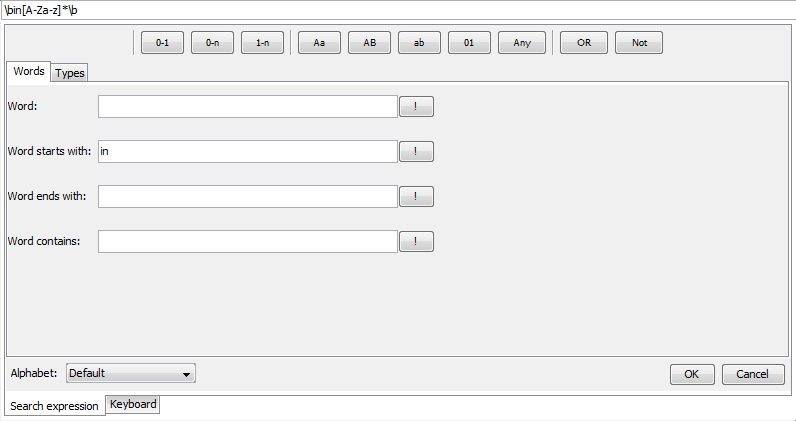 \bin[A-Za-z]*\b
0-1 0-n 1-n Aa AB ab 01 Any OR Not
Words Types
Word: !
Word starts with: in !
Word ends with: !
Word contains: !
Alphabet: Default OK Cancel
Search expression Keyboard